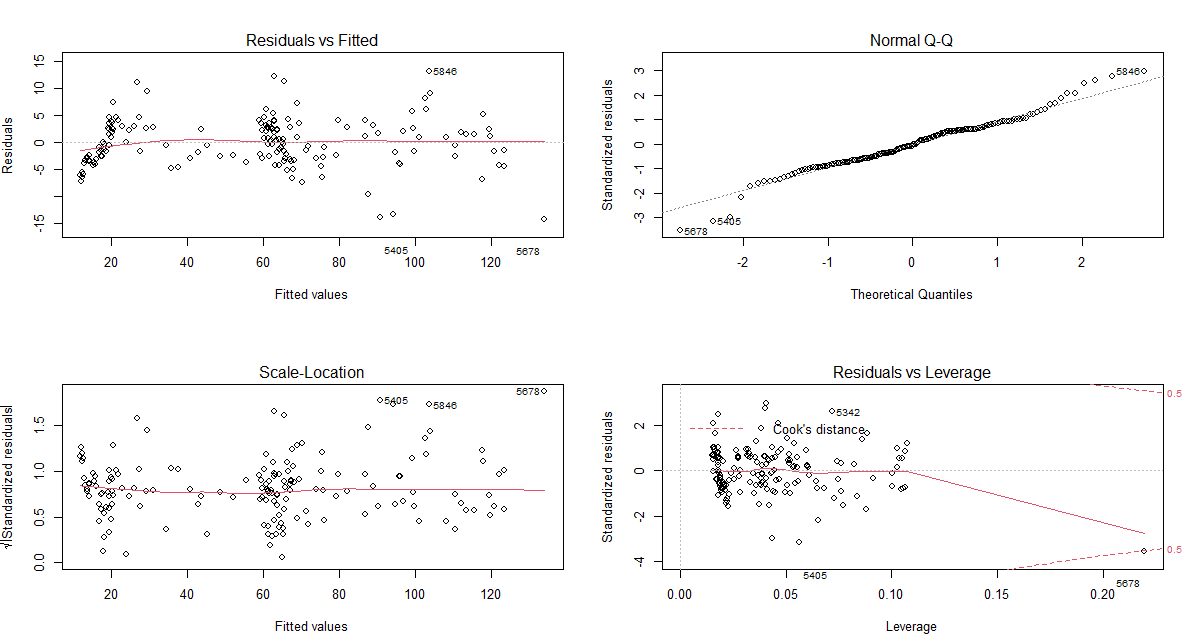 Residuals vs Fitted
Residuals
15
10
5
0
-5
-15
5846
5405
5678
20 40 60 80 100 120
Fitted values
Normal Q-Q
Standardized residuals
3
2
1
0
-1
-2
-3
5846
5405
5678
-2 -1 0 1 2
Theoretical Quantiles
Scale-Location
√|Standardized residuals|
1.5
1.0
0.5
0.0
5678
5405
5846
20 40 60 80 100 120
Fitted values
Residuals vs Leverage
Standardized residuals
2
0
-2
-4
0.5
5342
Cook's distance
0.5
5405
5678
0.00 0.05 0.10 0.15 0.20
Leverage